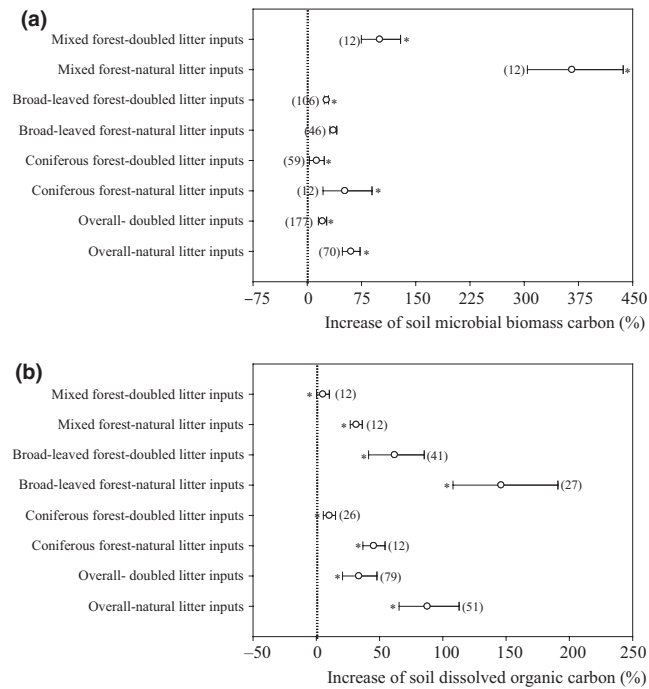 (a)
Mixed forest-doubled litter inputs (12) *
Mixed forest-natural litter inputs (12) *
Broad-leaved forest-doubled litter inputs (106) *
Broad-leaved forest-natural litter inputs (46)
Coniferous forest-doubled litter inputs (59) *
Coniferous forest-natural litter inputs (12) *
Overall- doubled litter inputs (177) *
Overall-natural litter inputs (70) *
−75 0 75 150 225 300 375 450
Increase of soil microbial biomass carbon (%)
(b)
Mixed forest-doubled litter inputs * (12)
Mixed forest-natural litter inputs * (12)
Broad-leaved forest-doubled litter inputs * (41)
Broad-leaved forest-natural litter inputs * (27)
Coniferous forest-doubled litter inputs * (26)
Coniferous forest-natural litter inputs * (12)
Overall- doubled litter inputs * (79)
Overall-natural litter inputs * (51)
−50 0 50 100 150 200 250
Increase of soil dissolved organic carbon (%)